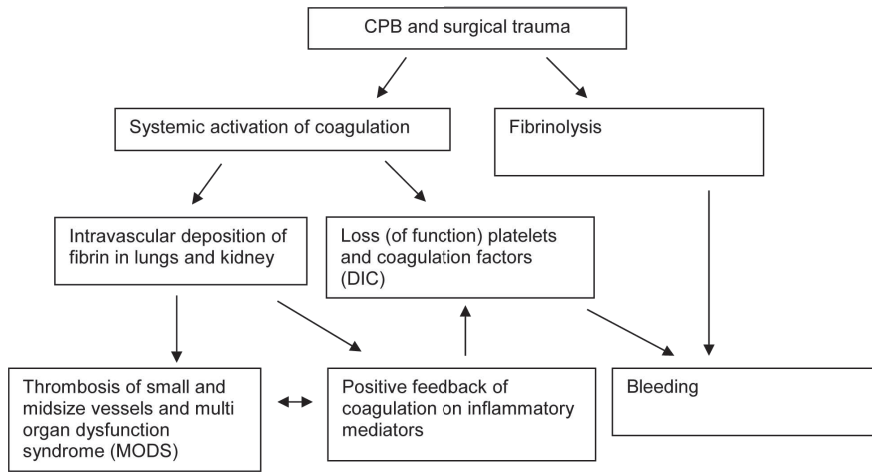 CPB and surgical trauma
Systemic activation of coagulation
Fibrinolysis
Intravascular deposition of
fibrin in lungs and kidney
Loss (of function) platelets
and coagulation factors
(DIC)
Thrombosis of small and
midsize vessels and multi
organ dysfunction
syndrome (MODS)
Positive feedback of
coagulation on inflammatory
mediators
Bleeding